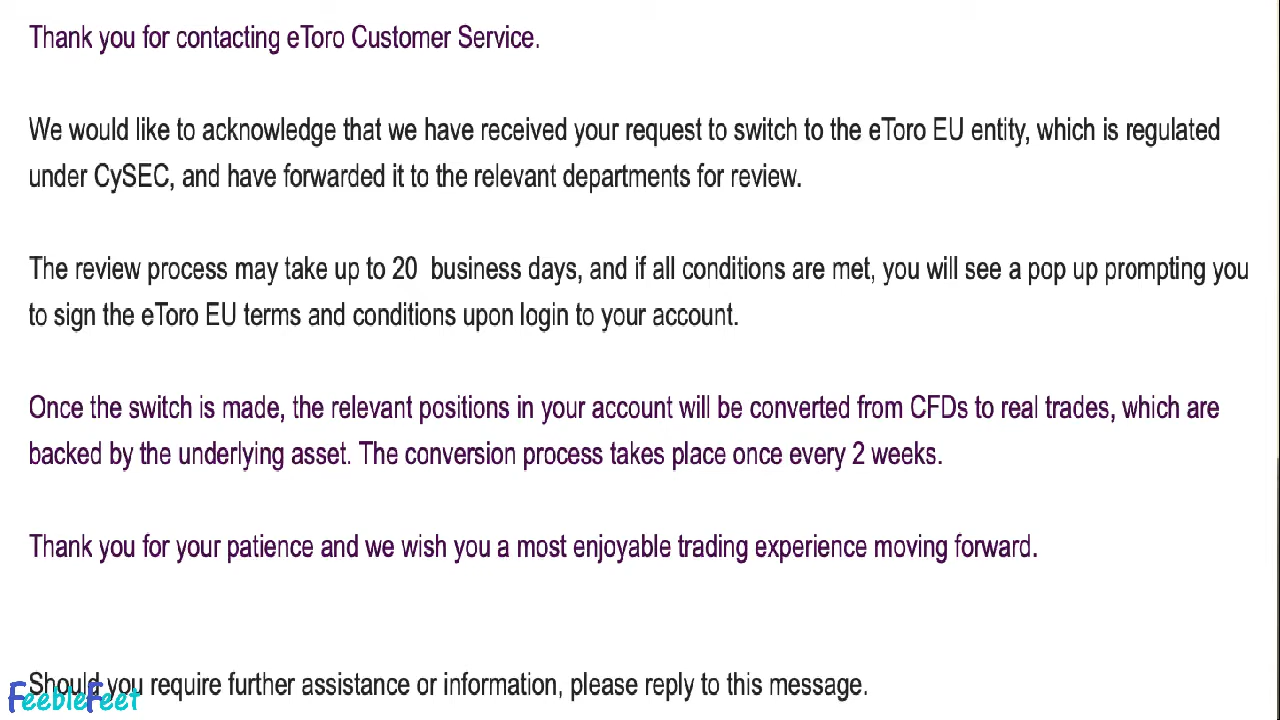 Thank you for contacting eToro Customer Service.
We would like to acknowledge that we have received your request to switch to the eToro EU entity, which is regulated
under CySEC, and have forwarded it to the relevant departments for review.
The review process may take up to 20  business days, and if all conditions are met, you will see a pop up prompting you
to sign the eToro EU terms and conditions upon login to your account.
Once the switch is made, the relevant positions in your account will be converted from CFDs to real trades, which are
backed by the underlying asset. The conversion process takes place once every 2 weeks.
Thank you for your patience and we wish you a most enjoyable trading experience moving forward.
Should you require further assistance or information, please reply to this message.
FeebleFeet